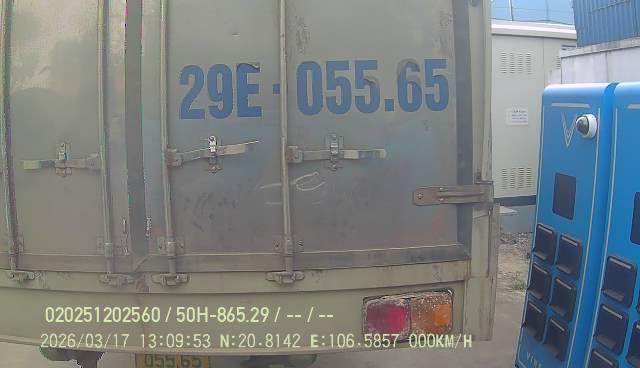 29E-055.65
020251202560 / 50H-865.29 / -- / --
2026/03/17 13:09:53 N:20.8142 E:106.5857 000KM/H
055.65